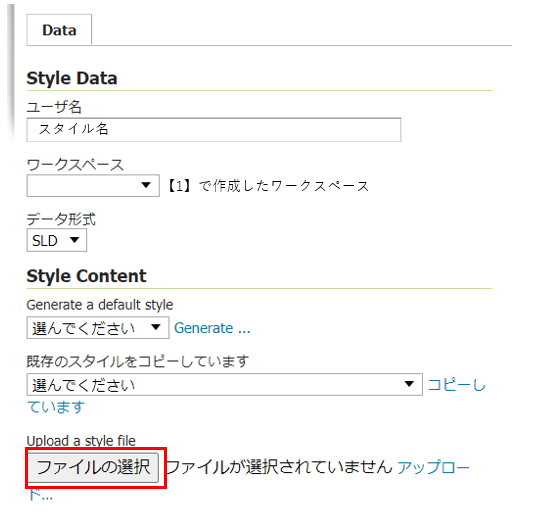 Data
Style Data
ユーザ名
スタイル名
ワークスペース
【1】で作成したワークスペース
データ形式
SLD
Style Content
Generate a default style
選んでください Generate ...
既存のスタイルをコピーしています
選んでください コピーし
ています
Upload a style file
ファイルの選択 ファイルが選択されていません アップロー
ド...